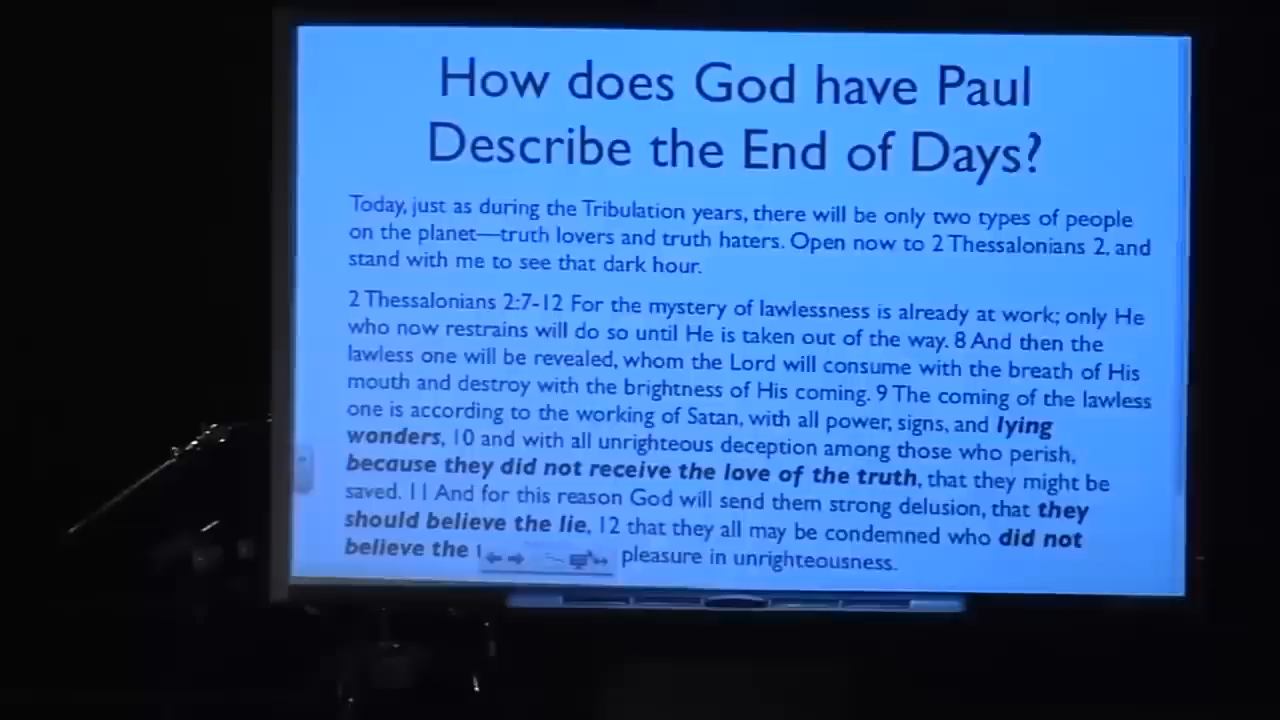 How does God have Paul
Describe the End of Days?
Today, just as during the Tribulation years, there will be only two types of people
on the planet—truth lovers and truth haters. Open now to 2 Thessalonians 2, and
stand with me to see that dark hour.
2 Thessalonians 2:7-12 For the mystery of lawlessness is already at work; only He
who now restrains will do so until He is taken out of the way. 8 And then the
lawless one will be revealed, whom the Lord will consume with the breath of His
mouth and destroy with the brightness of His coming. 9 The coming of the lawless
one is according to the working of Satan, with all power, signs, and lying
wonders, 10 and with all unrighteous deception among those who perish,
because they did not receive the love of the truth, that they might be
saved. 11 And for this reason God will send them strong delusion, that they
should believe the lie, 12 that they all may be condemned who did not
believe the pleasure in unrighteousness.